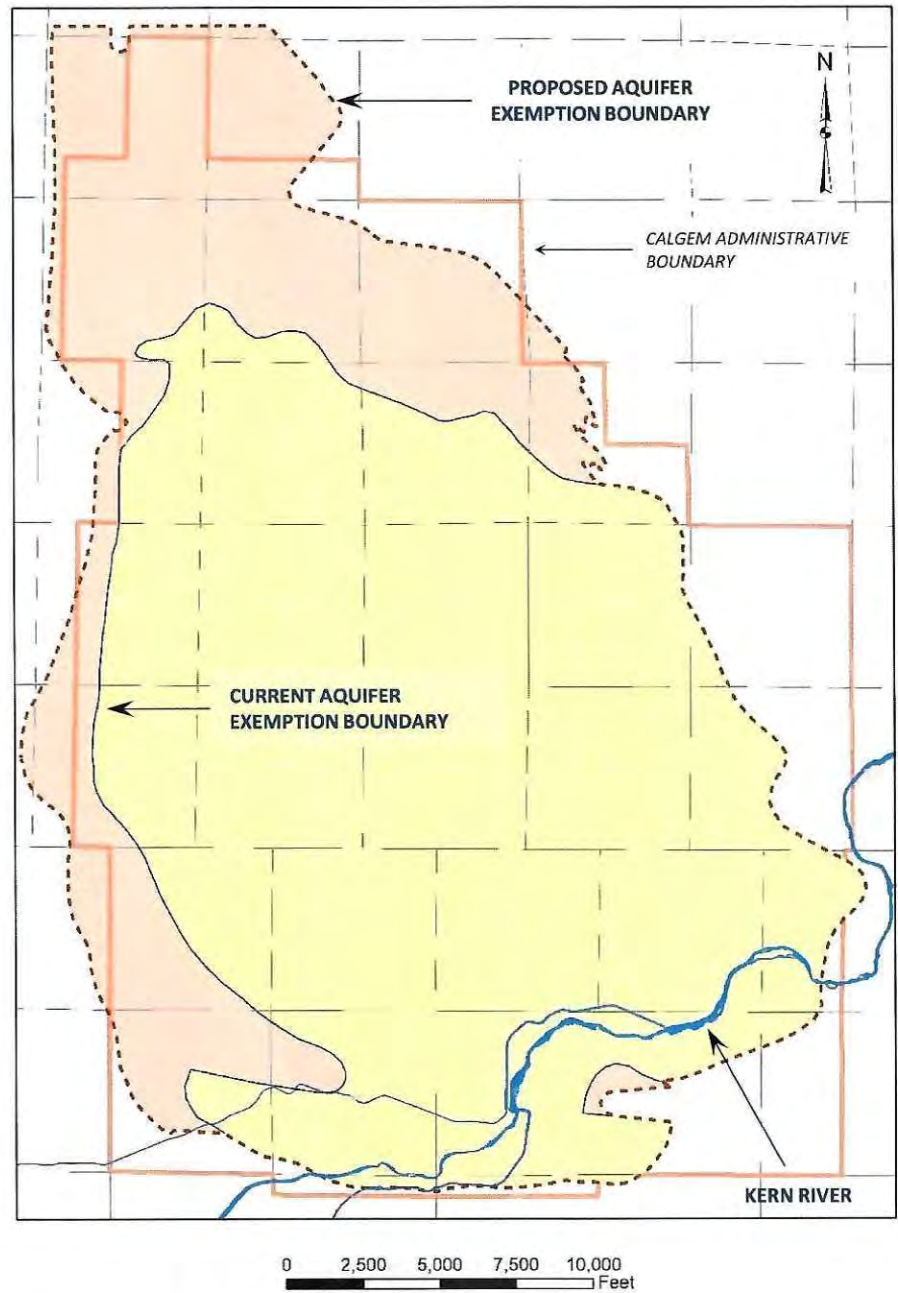 N
PROPOSED AQUIFER
EXEMPTION BOUNDARY
CALGEM ADMINISTRATIVE
BOUNDARY
CURRENT AQUIFER
EXEMPTION BOUNDARY
KERN RIVER
0 2,500 5,000 7,500 10,000
Feet